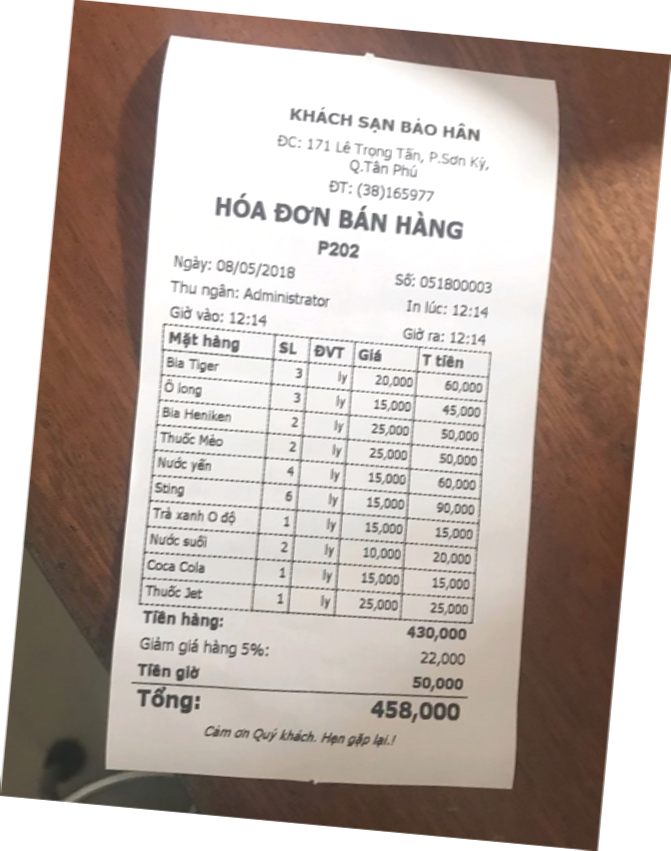 KHÁCH SẠN BẢO HÂN
ĐC: 171 Lê Trọng Tấn, P.Sơn Kỳ,
Q.Tân Phú
ĐT: (38)165977
HÓA ĐƠN BÁN HÀNG
P202
Ngày: 08/05/2018 Số: 051800003
Thu ngân: Administrator In lúc: 12:14
Giờ vào: 12:14 Giờ ra: 12:14
Mặt hàng SL ĐVT Giá T tiền
Bia Tiger 3 ly 20,000 60,000
Ô long 3 ly 15,000 45,000
Bia Heniken 2 ly 25,000 50,000
Thuốc Mèo 2 ly 25,000 50,000
Nước yến 4 ly 15,000 60,000
Sting 6 ly 15,000 90,000
Trà xanh O độ 1 ly 15,000 15,000
Nước suối 2 ly 10,000 20,000
Coca Cola 1 ly 15,000 15,000
Thuốc Jet 1 ly 25,000 25,000
Tiền hàng: 430,000
Giảm giá hàng 5%: 22,000
Tiền giờ 50,000
Tổng: 458,000
Cảm ơn Quý khách. Hẹn gặp lại.!